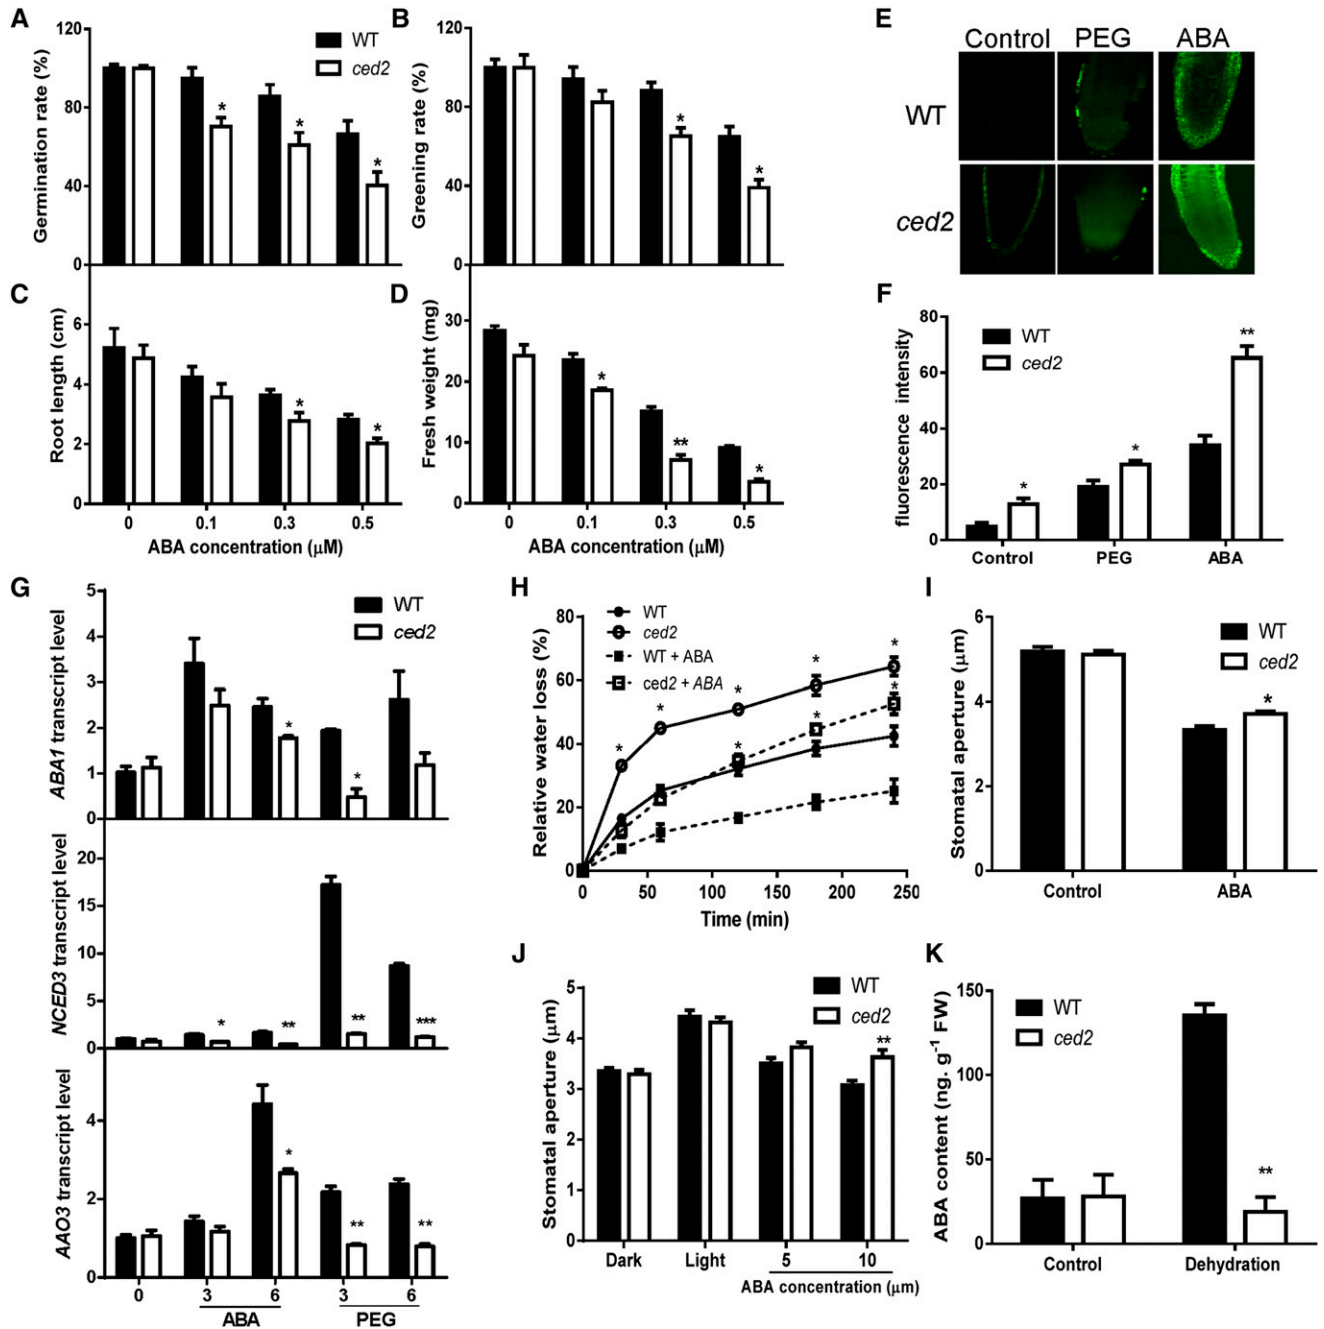 A
120
80
40
0
Germination rate (%)
WT
ced2
*
*
*
B
120
80
40
0
Greening rate (%)
*
*
C
6
4
2
0
Root length (cm)
*
*
0 0.1 0.3 0.5
ABA concentration (μM)
D
30
20
10
0
Fresh weight (mg)
*
**
*
0 0.1 0.3 0.5
ABA concentration (μM)
E
Control PEG ABA
WT
ced2
F
80
60
40
20
0
fluorescence intensity
WT
ced2
*
*
**
Control PEG ABA
G
5
4
3
2
1
0
ABA1 transcript level
WT
ced2
*
*
20
15
10
5
0
NCED3 transcript level
*
**
**
***
4
2
0
AAO3 transcript level
*
**
**
0 3 6 3 6
ABA PEG
H
80
60
40
20
0
Relative water loss (%)
WT
ced2
WT + ABA
ced2 + ABA
* * * * *
* * *
0 50 100 150 200 250
Time (min)
I
6
4
2
0
Stomatal aperture (μm)
WT
ced2
*
Control ABA
J
5
4
3
2
1
0
Stomatal aperture (μm)
WT
ced2
**
Dark Light 5 10
ABA concentration (μm)
K
150
100
50
0
ABA content (ng. g-1 FW)
WT
ced2
**
Control Dehydration